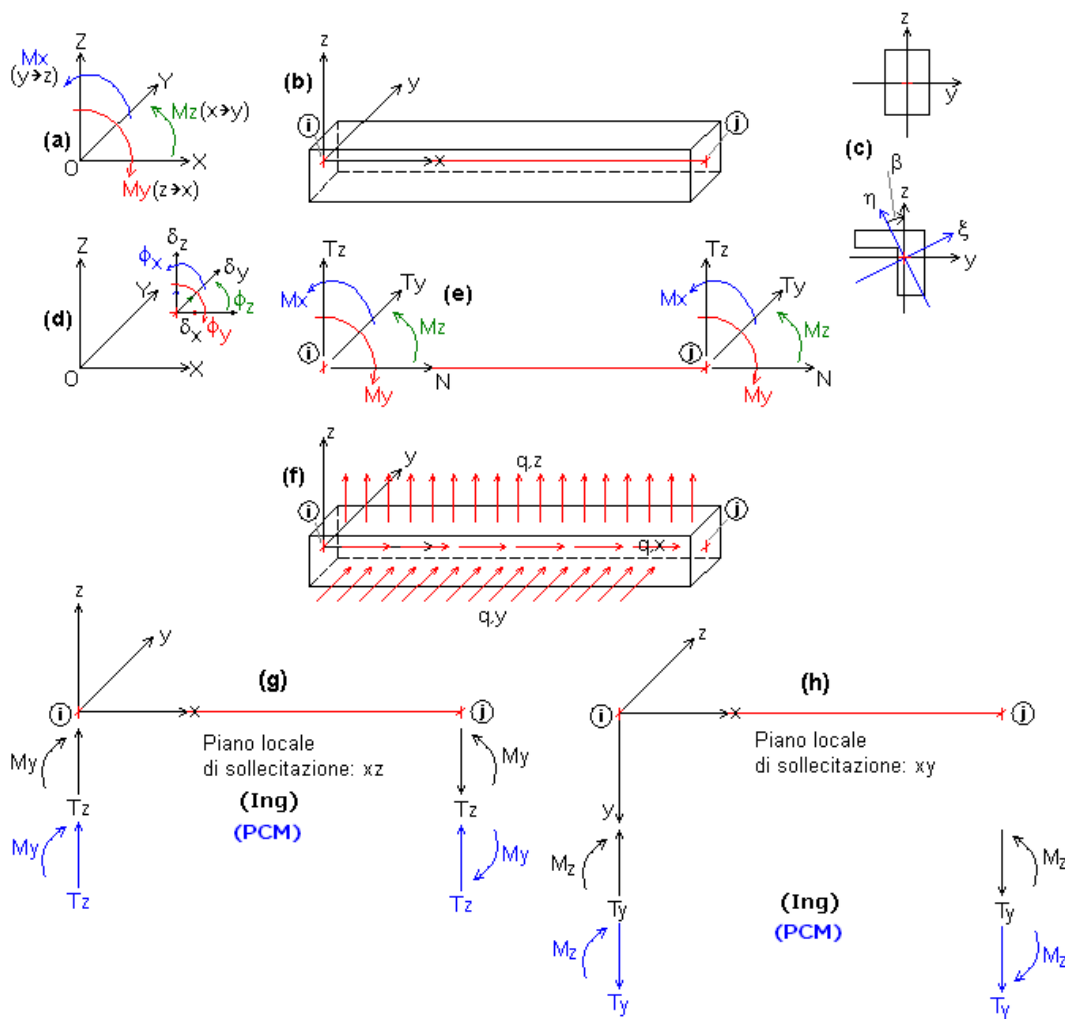 Z
Mx
(y➔z)
Y
Mz(x➔y)
(a)
O
X
My(z➔x)
z
y
(b)
i
j
x
z
y
(c)
β
z
η
ξ
y
Z
δz
ϕx
δy
Y
ϕz
(d)
δx
ϕy
O
X
Tz
Ty
(e)
Mx
Mz
i
N
My
Tz
Ty
Mx
Mz
j
N
My
z
y
(f)
q,z
i
j
q,x
q,y
z
y
(g)
i
x
j
Piano locale
di sollecitazione: xz
My
My
Tz
Tz
(Ing)
(PCM)
My
My
Tz
Tz
z
(h)
i
x
j
Piano locale
di sollecitazione: xy
y
Mz
Mz
Ty
Ty
(Ing)
(PCM)
Mz
Mz
Ty
Ty